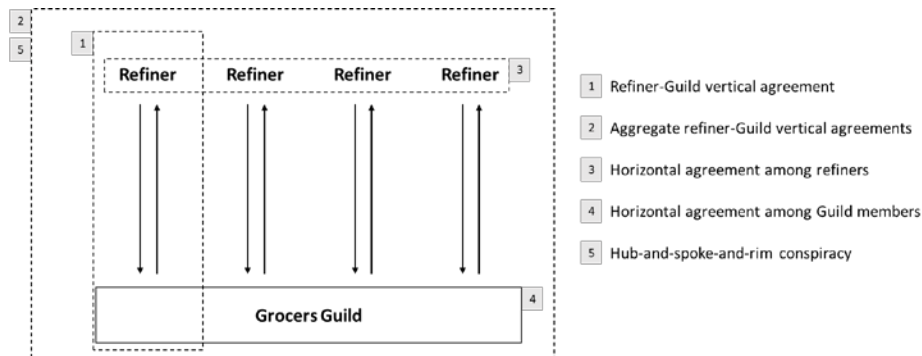 2
5
1
Refiner Refiner Refiner Refiner
3
Grocers Guild
4
1 Refiner-Guild vertical agreement
2 Aggregate refiner-Guild vertical agreements
3 Horizontal agreement among refiners
4 Horizontal agreement among Guild members
5 Hub-and-spoke-and-rim conspiracy